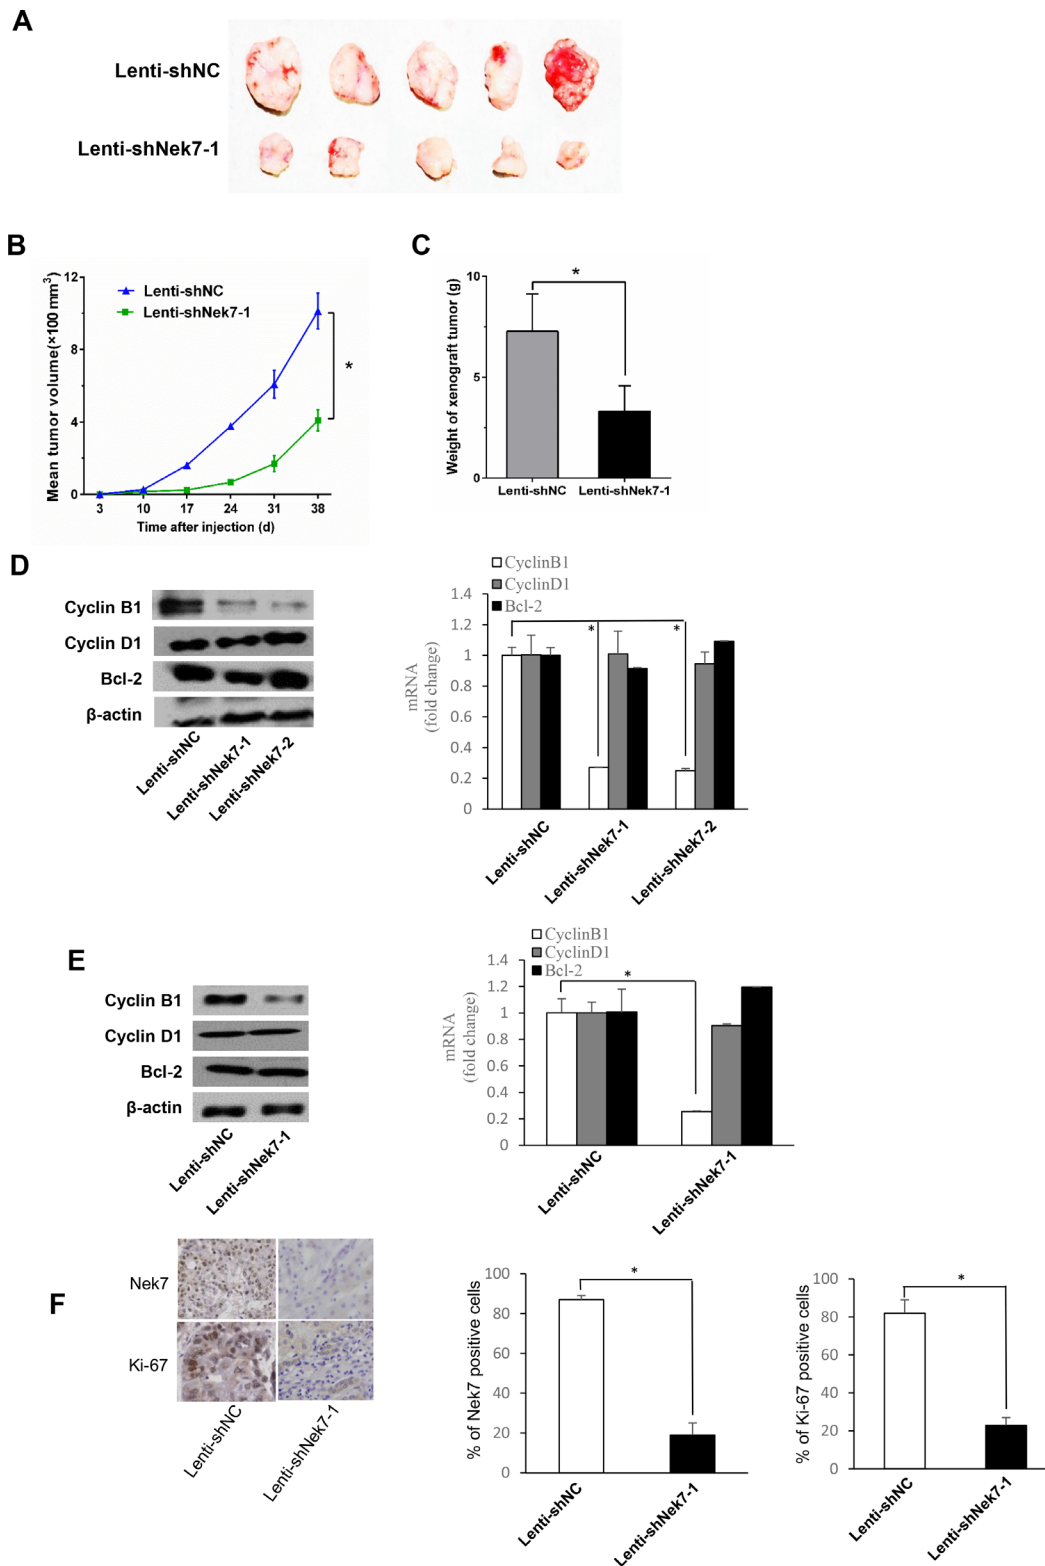 A
Lenti-shNC
Lenti-shNek7-1
B
Mean tumor volume(×100 mm³)
12
8
4
0
Lenti-shNC
Lenti-shNek7-1
*
3 10 17 24 31 38
Time after injection (d)
C
Weight of xenograft tumor (g)
10
5
0
*
Lenti-shNC Lenti-shNek7-1
D
Cyclin B1
Cyclin D1
Bcl-2
β-actin
Lenti-shNC
Lenti-shNek7-1
Lenti-shNek7-2
CyclinB1
CyclinD1
Bcl-2
mRNA
(fold change)
1.4
1.2
1
0.8
0.6
0.4
0.2
0
* *
Lenti-shNC
Lenti-shNek7-1
Lenti-shNek7-2
E
Cyclin B1
Cyclin D1
Bcl-2
β-actin
Lenti-shNC
Lenti-shNek7-1
CyclinB1
CyclinD1
Bcl-2
mRNA
(fold change)
1.4
1.2
1
0.8
0.6
0.4
0.2
0
*
Lenti-shNC
Lenti-shNek7-1
F
Nek7
Ki-67
Lenti-shNC
Lenti-shNek7-1
% of Nek7 positive cells
100
80
60
40
20
0
*
Lenti-shNC
Lenti-shNek7-1
% of Ki-67 positive cells
100
80
60
40
20
0
*
Lenti-shNC
Lenti-shNek7-1